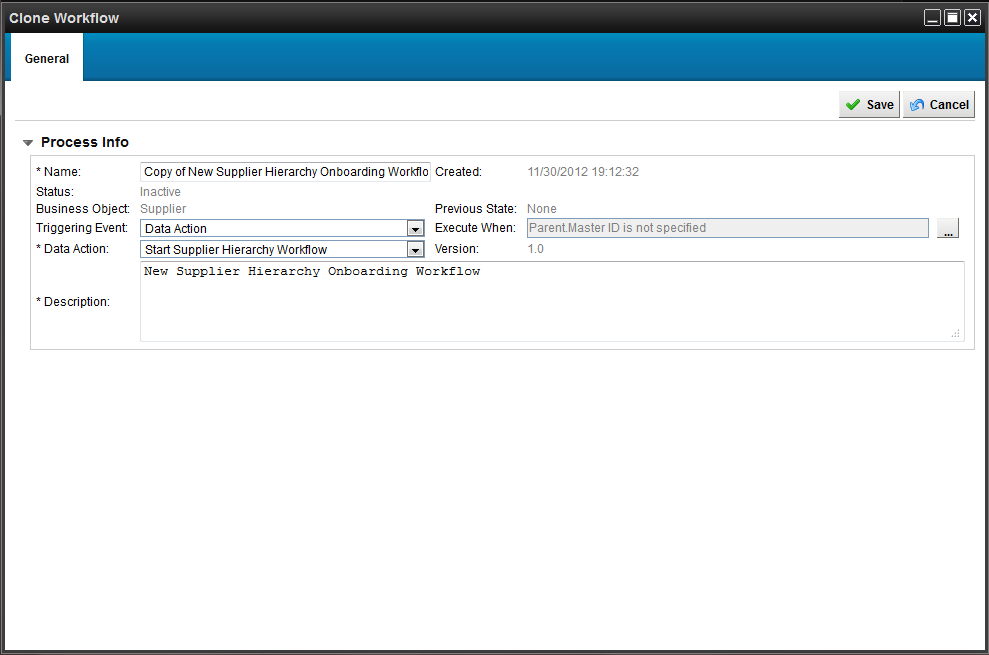 Clone Workflow
General
Save Cancel
Process Info
* Name: Copy of New Supplier Hierarchy Onboarding Workflo Created: 11/30/2012 19:12:32
Status: Inactive
Business Object: Supplier Previous State: None
Triggering Event: Data Action Execute When: Parent.Master ID is not specified ...
* Data Action: Start Supplier Hierarchy Workflow Version: 1.0
New Supplier Hierarchy Onboarding Workflow
* Description: